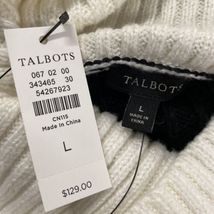 TALBOTS
067 02 00
343465 30
54267923
CN115
Made in China
L
$129.00
TALBOTS
L
MADE IN
CHINA